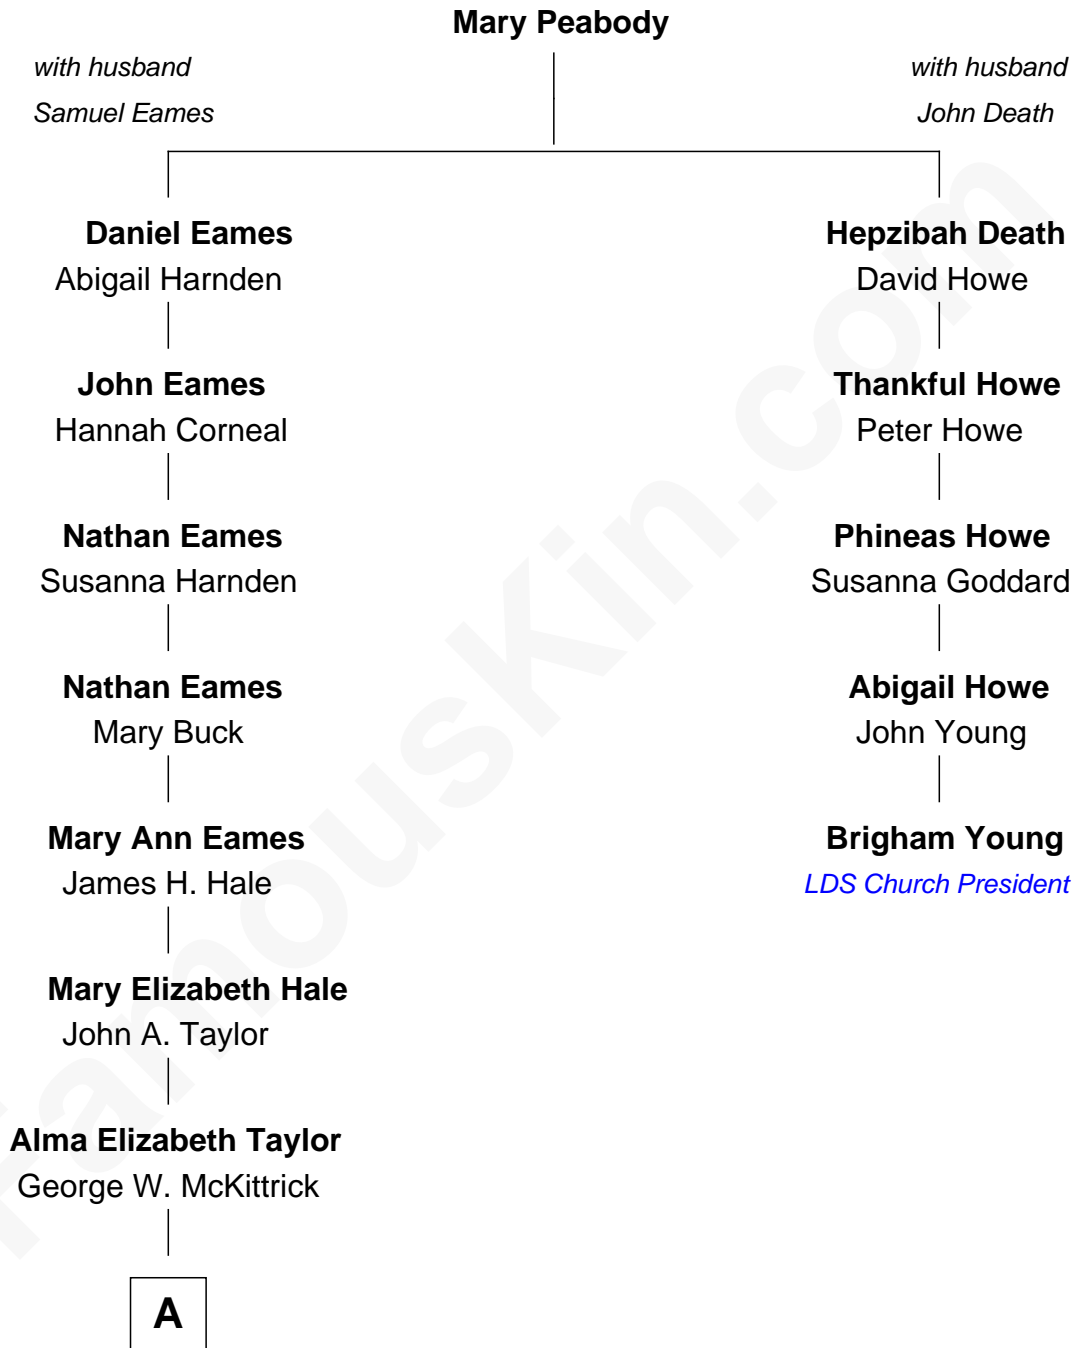 Mary Peabody
with husband
Samuel Eames
with husband
John Death
Daniel Eames
Abigail Harnden
Hepzibah Death
David Howe
John Eames
Hannah Corneal
Thankful Howe
Peter Howe
Nathan Eames
Susanna Harnden
Phineas Howe
Susanna Goddard
Nathan Eames
Mary Buck
Abigail Howe
John Young
Mary Ann Eames
James H. Hale
Brigham Young
LDS Church President
Mary Elizabeth Hale
John A. Taylor
Alma Elizabeth Taylor
George W. McKittrick
A
FamousKin.com